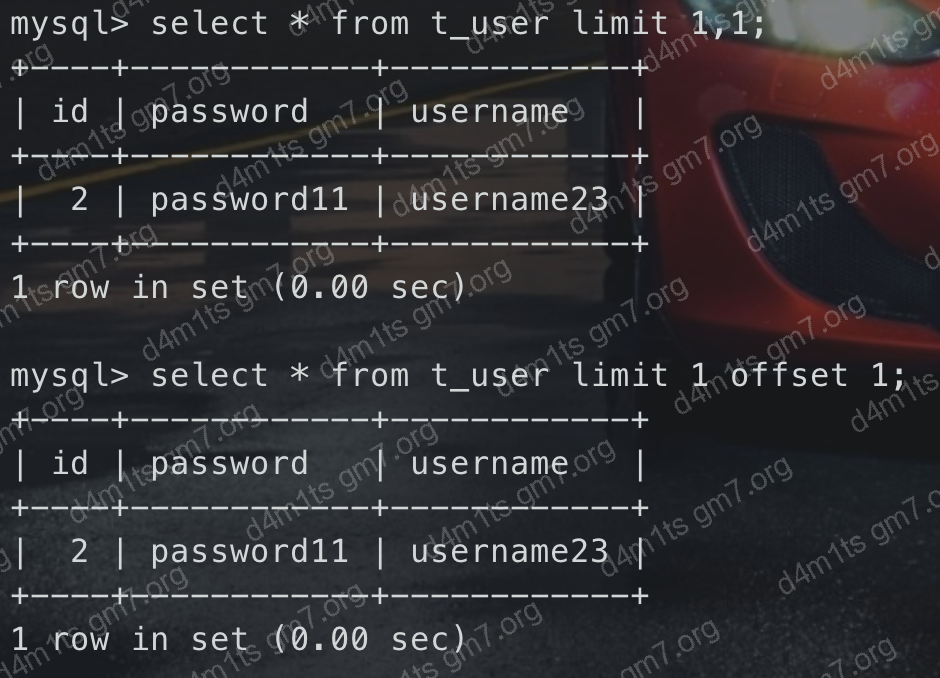 mysql> select * from t_user limit 1,1;
+----+------------+-----------+
| id | password   | username   |
+----+------------+-----------+
|  2 | password11 | username23 |
+----+------------+-----------+
1 row in set (0.00 sec)
mysql> select * from t_user limit 1 offset 1;
+----+------------+-----------+
| id | password   | username   |
+----+------------+-----------+
|  2 | password11 | username23 |
+----+------------+-----------+
1 row in set (0.00 sec)
d4m1ts gm7.org